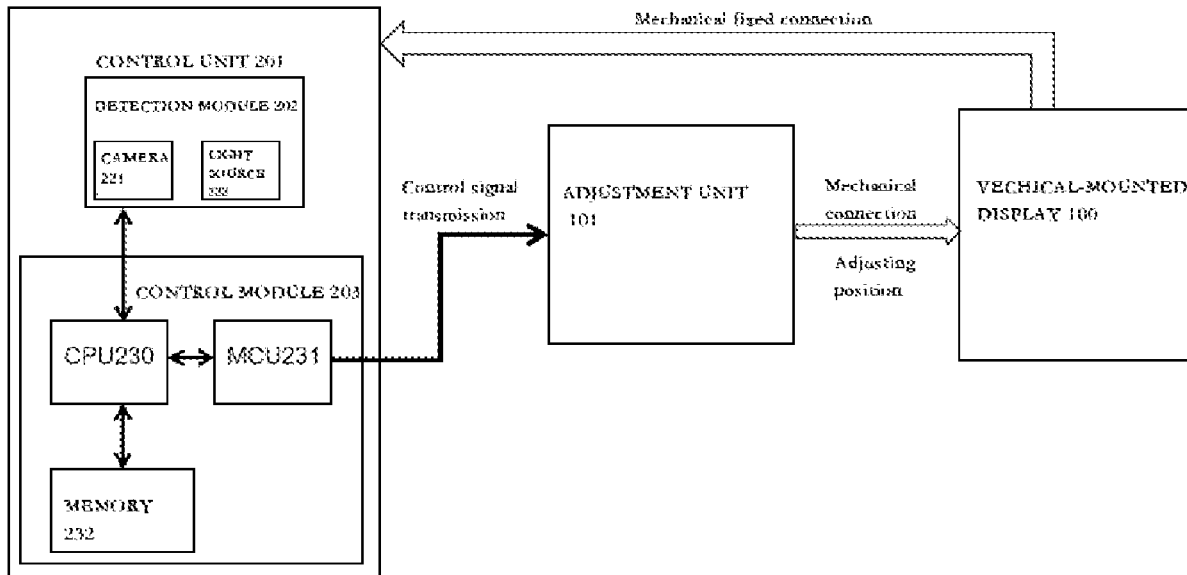 Mechanical fixed connection
CONTROL UNIT 201
DETECTION MODULE 202
CAMERA
221
LIGHT
SOURCE
222
Control signal
transmission
ADJUSTMENT UNIT
101
Mechanical
connection
Adjusting
position
VECHICAL-MOUNTED
DISPLAY 100
CONTROL MODULE 203
CPU230
MCU231
MEMORY
232